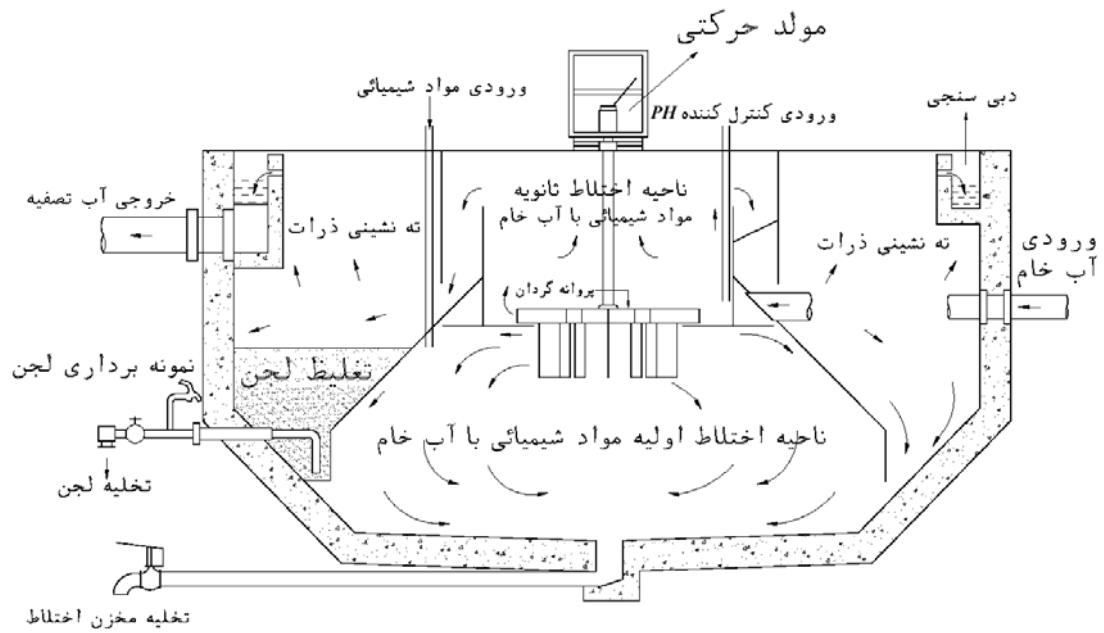 مولد حرکتی
ورودی مواد شیمیائی
ورودی کنترل کننده PH
دبی سنجی
ناحیه اختلاط ثانویه
مواد شیمیائی با آب خام
خروجی آب تصفیه
ته نشینی ذرات
ته نشینی ذرات
ورودی
آب خام
پروانه گردان
تغلیظ لجن
نمونه برداری لجن
ناحیه اختلاط اولیه مواد شیمیائی با آب خام
تخلیه لجن
تخلیه مخزن اختلاط